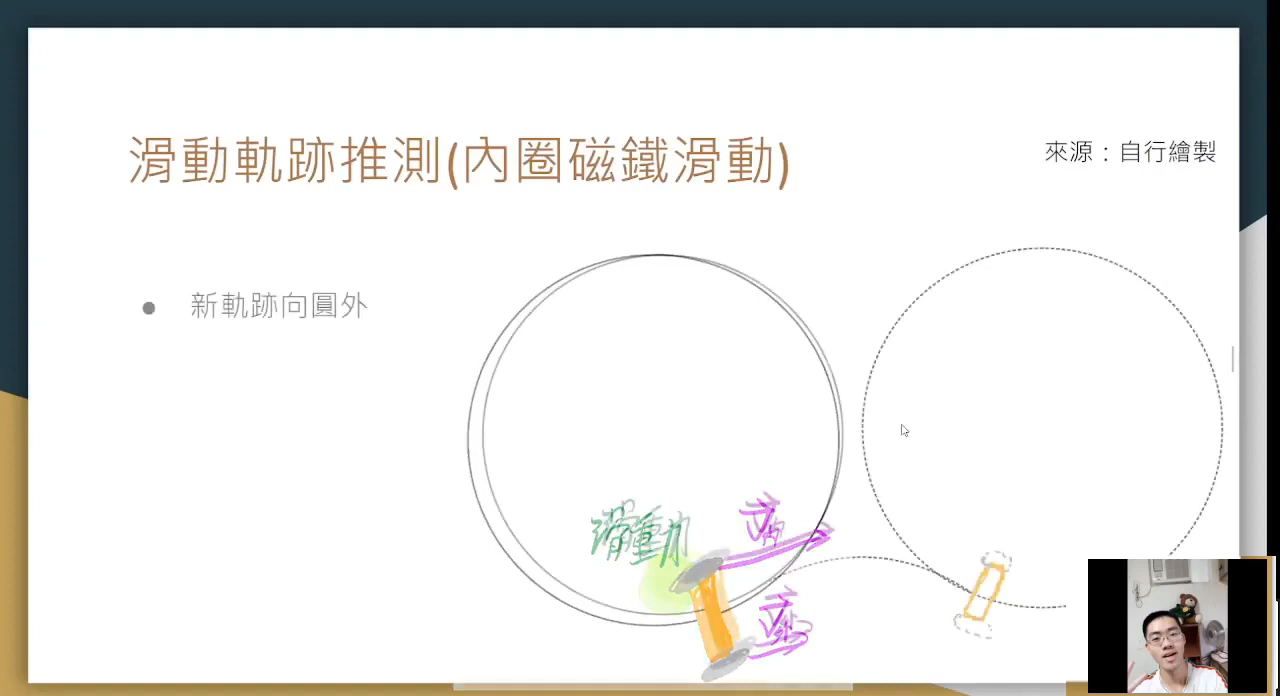 滑動軌跡推測(內圈磁鐵滑動)
來源：自行繪製
● 新軌跡向圓外
滑動